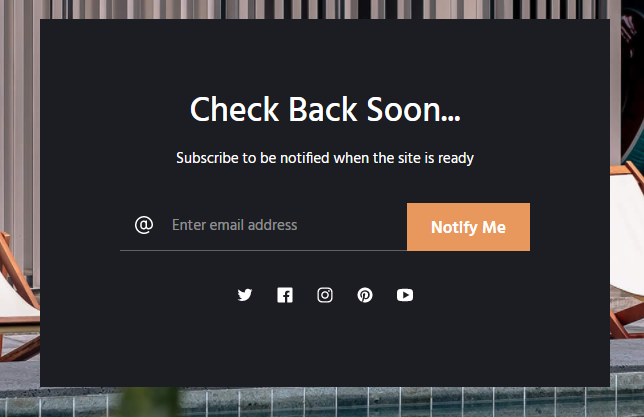 Check Back Soon...
Subscribe to be notified when the site is ready
@ Enter email address
Notify Me